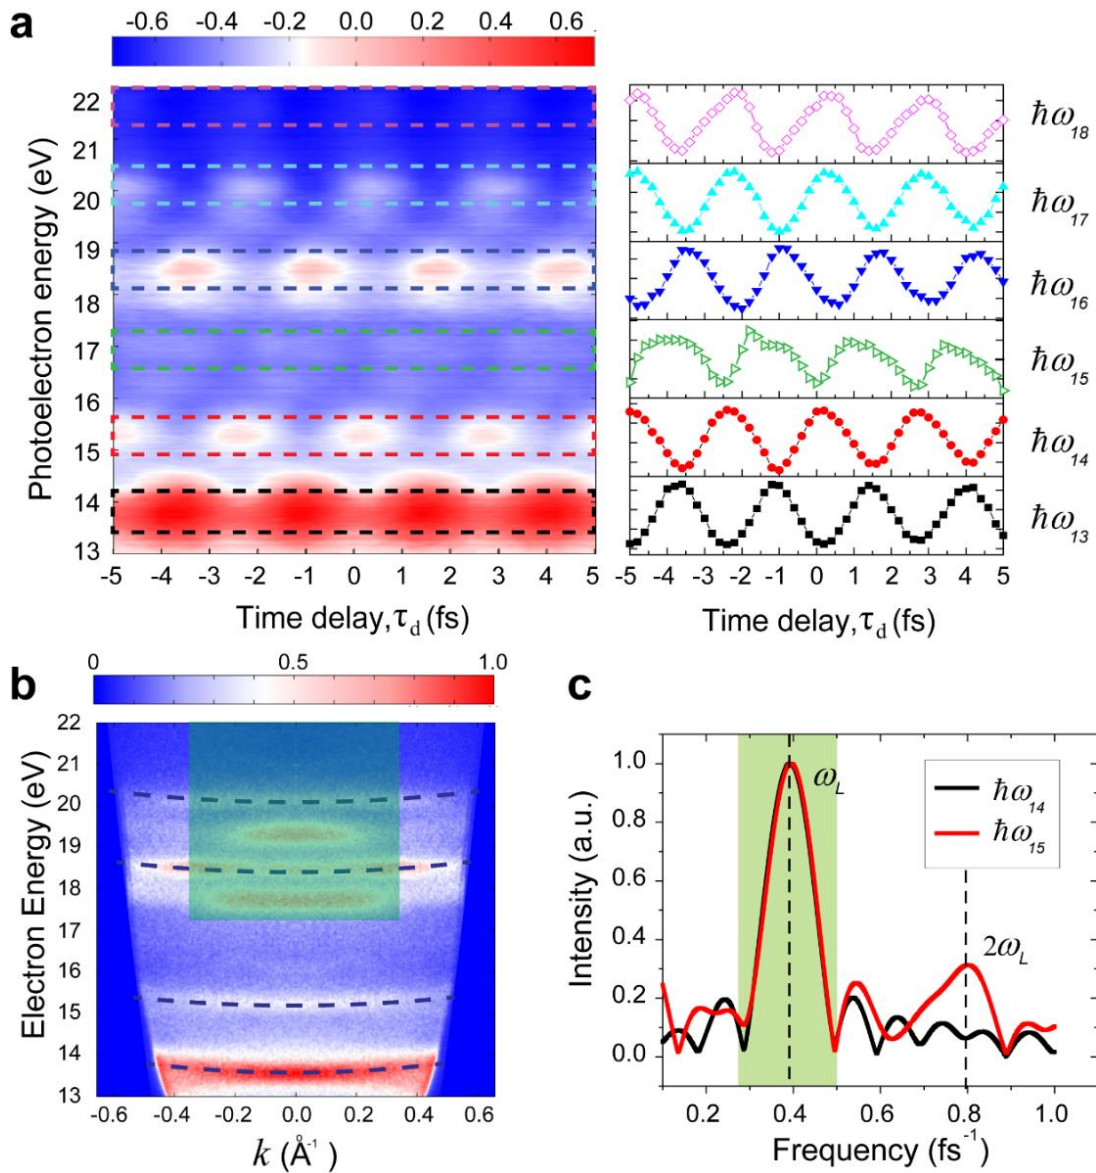 a
-0.6 -0.4 -0.2 0.0 0.2 0.4 0.6
Photoelectron energy (eV)
22
21
20
19
18
17
16
15
14
13
-5 -4 -3 -2 -1 0 1 2 3 4 5
Time delay, τd (fs)
ħω18
ħω17
ħω16
ħω15
ħω14
ħω13
-5 -4 -3 -2 -1 0 1 2 3 4 5
Time delay, τd (fs)
b
0 0.5 1.0
Electron Energy (eV)
22
21
20
19
18
17
16
15
14
13
-0.6 -0.4 -0.2 0.0 0.2 0.4 0.6
k (Å-1)
c
Intensity (a.u.)
1.0
0.8
0.6
0.4
0.2
0.0
ωL
2ωL
ħω14
ħω15
0.2 0.4 0.6 0.8 1.0
Frequency (fs-1)